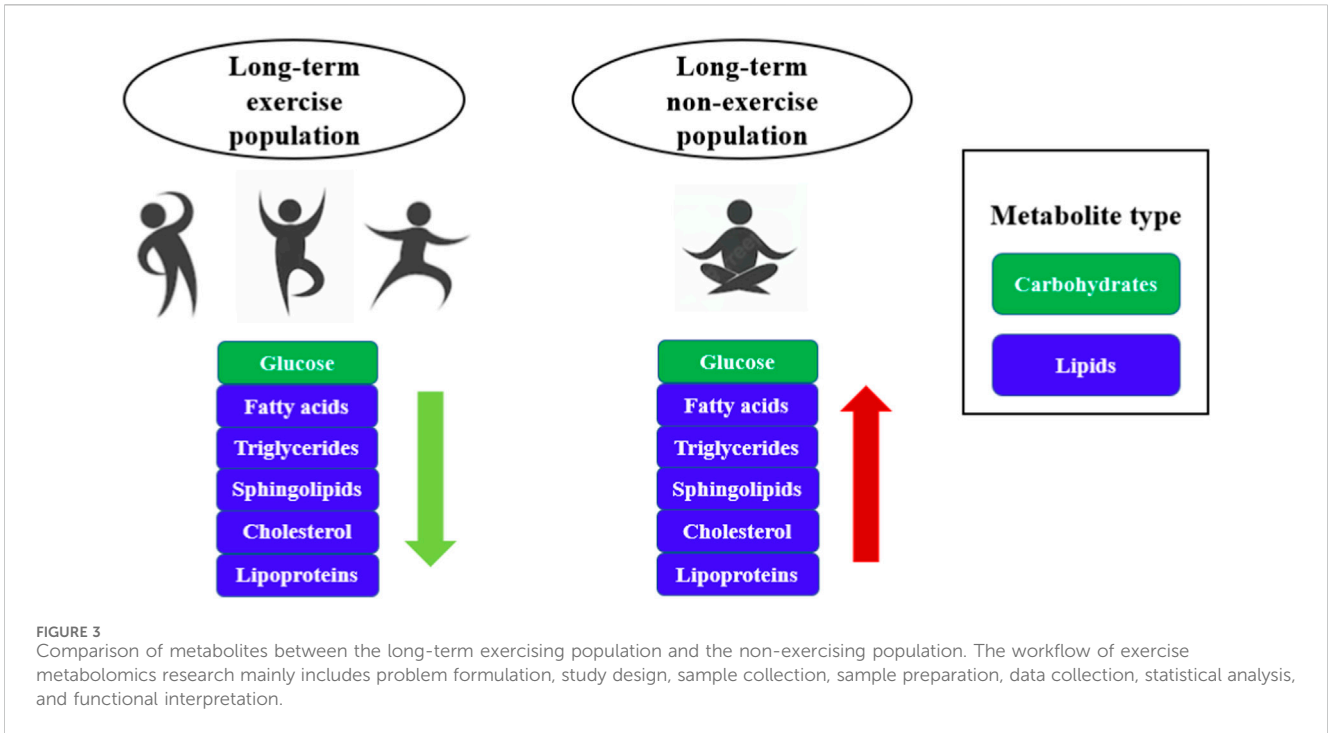 Long-term
exercise
population
Long-term
non-exercise
population
Metabolite type
Carbohydrates
Lipids
Glucose
Fatty acids
Triglycerides
Sphingolipids
Cholesterol
Lipoproteins
Glucose
Fatty acids
Triglycerides
Sphingolipids
Cholesterol
Lipoproteins
FIGURE 3
Comparison of metabolites between the long-term exercising population and the non-exercising population. The workflow of exercise
metabolomics research mainly includes problem formulation, study design, sample collection, sample preparation, data collection, statistical analysis,
and functional interpretation.